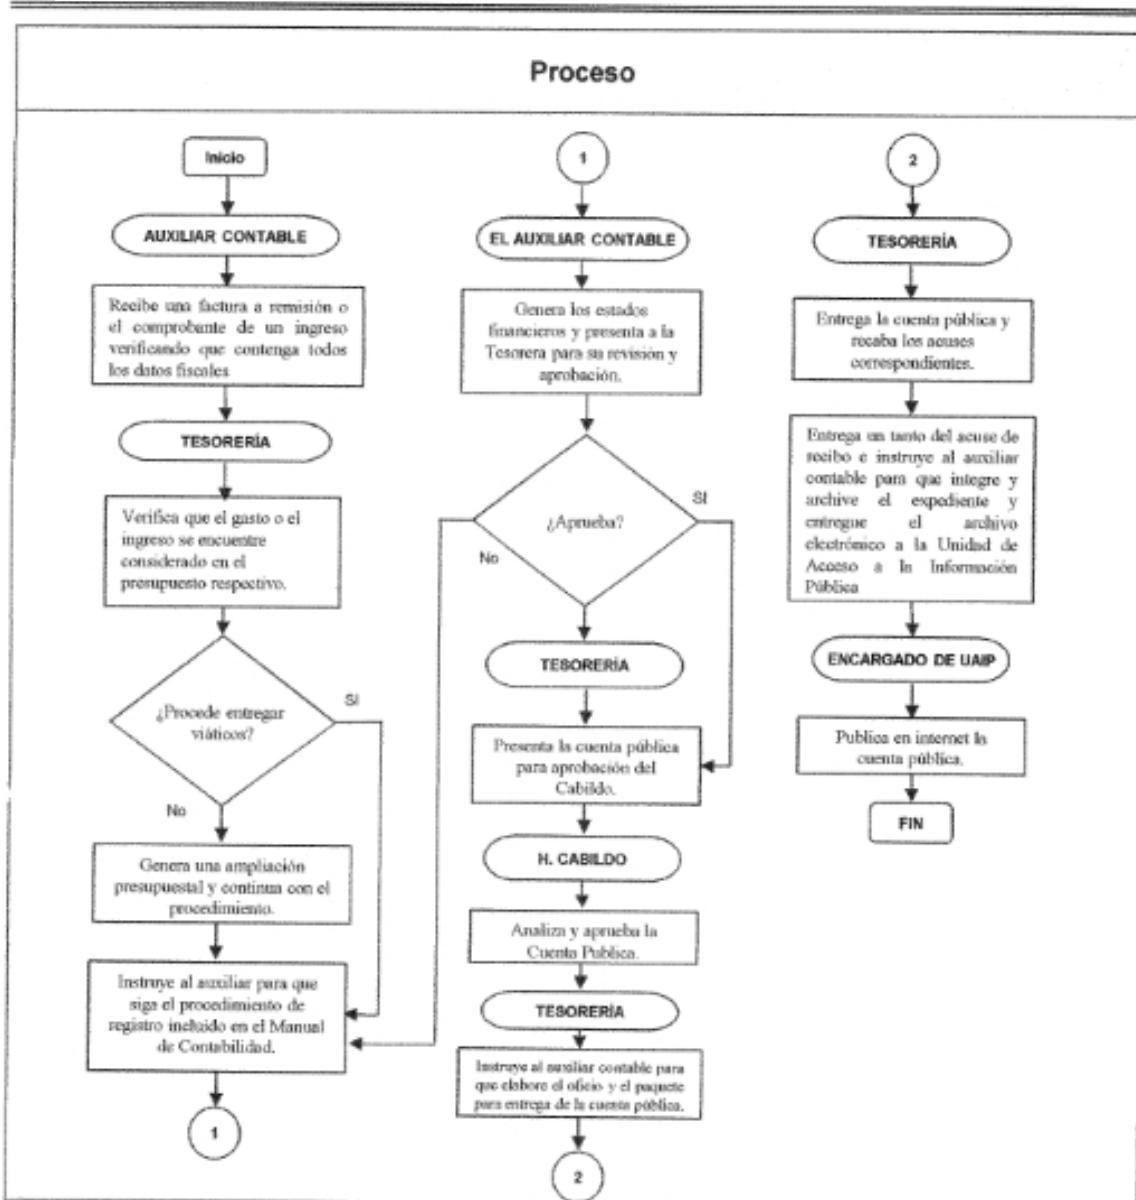 Proceso
Inicio
AUXILIAR CONTABLE
Recibe una factura a remisión o
el comprobante de un ingreso
verificando que contenga todos
los datos fiscales
TESORERÍA
Verifica que el gasto o el
ingreso se encuentre
considerado en el
presupuesto respectivo.
¿Procede entregar
viáticos?
SI
No
Genera una ampliación
presupuestal y continua con el
procedimiento.
Instruye al auxiliar para que
siga el procedimiento de
registro incluido en el Manual
de Contabilidad.
1
1
EL AUXILIAR CONTABLE
Genera los estados
financieros y presenta a la
Tesorera para su revisión y
aprobación.
¿Aprueba?
SI
No
TESORERÍA
Presenta la cuenta pública
para aprobación del
Cabildo.
H. CABILDO
Analiza y aprueba la
Cuenta Publica.
TESORERÍA
Instruye al auxiliar contable para
que elabore el oficio y el paquete
para entrega de la cuenta pública.
2
2
TESORERÍA
Entrega la cuenta pública y
recaba los acuses
correspondientes.
Entrega un tanto del acuse de
recibo e instruye al auxiliar
contable para que integre y
archive el expediente y
entregue el archivo
electrónico a la Unidad de
Acceso a la Información
Pública
ENCARGADO DE UAIP
Publica en internet la
cuenta pública.
FIN